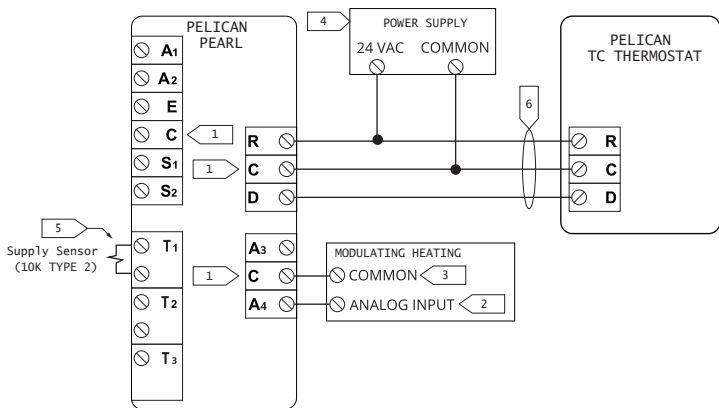 PELICAN
PEARL
A1
A2
E
C 1
S1
S2
R
1 C
D
4 POWER SUPPLY
24 VAC COMMON
6
PELICAN
TC THERMOSTAT
R
C
D
5
Supply Sensor
(10K TYPE 2)
T1
T2
T3
A3
1 C
A4
MODULATING HEATING
COMMON 3
ANALOG INPUT 2